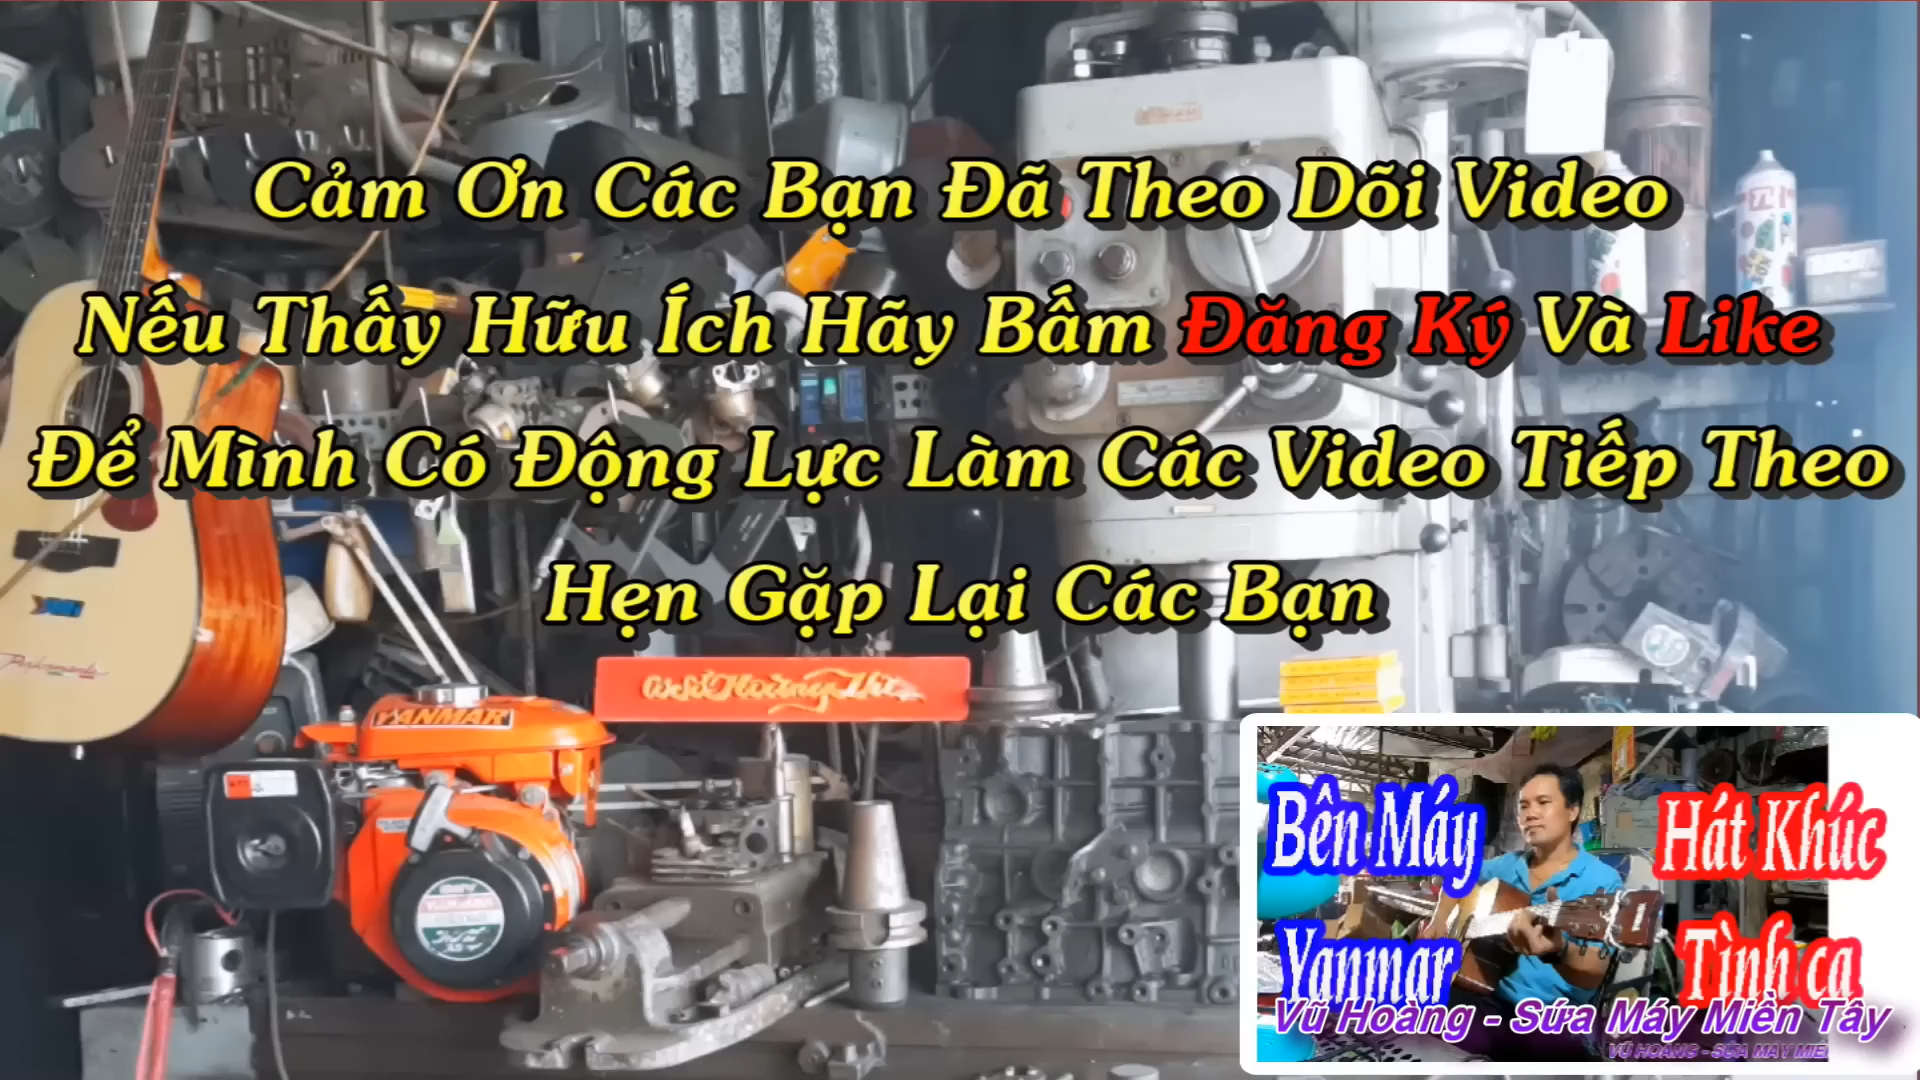 Cảm Ơn Các Bạn Đã Theo Dõi Video
Nếu Thấy Hữu Ích Hãy Bấm Đăng Ký Và Like
Để Mình Có Động Lực Làm Các Video Tiếp Theo
Hẹn Gặp Lại Các Bạn
YANMAR
Performance
Bên Máy Hát Khúc
Yanmar Tình ca
Vũ Hoàng - Sứa Máy Miền Tây